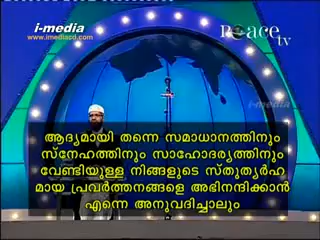 i-media
www.imediacd.com
peace
tv
ആദ്യമായി തന്നെ സമാധാനത്തിനും
സ്നേഹത്തിനും സാഹോദര്യത്തിനും
വേണ്ടിയുള്ള നിങ്ങളുടെ സ്തുത്യർഹ
മായ പ്രവർത്തനങ്ങളെ അഭിനന്ദിക്കാൻ
എന്നെ അനുവദിച്ചാലും